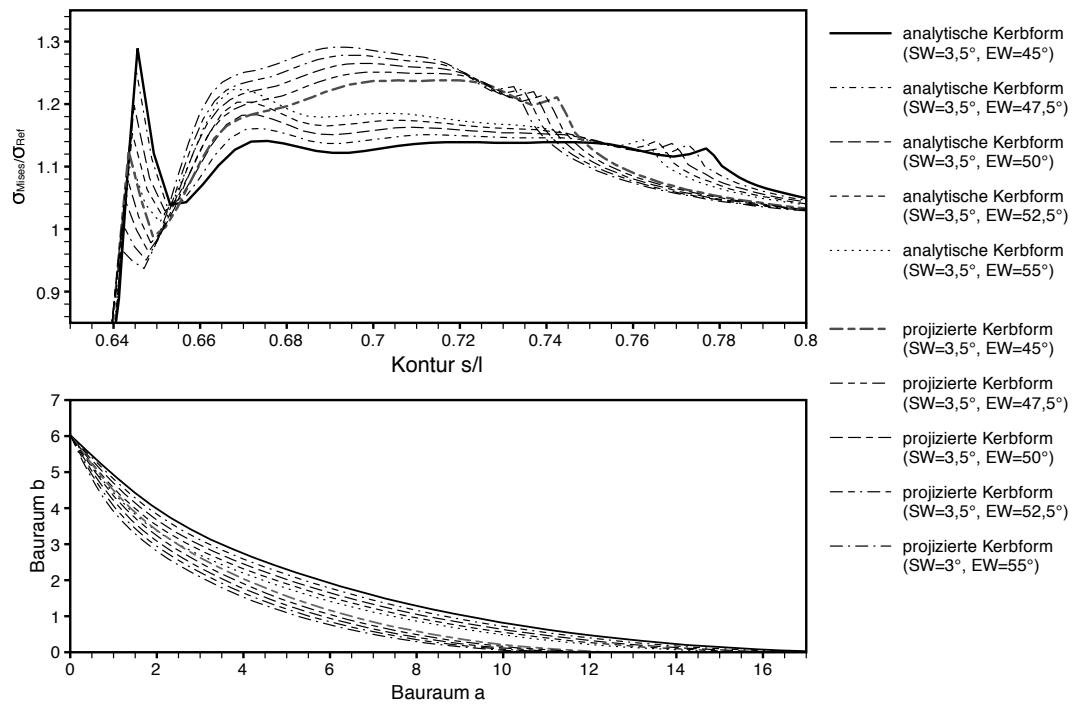 1.3
1.2
1.1
1
0.9
σMises/σRef
0.64 0.66 0.68 0.7 0.72 0.74 0.76 0.78 0.8
Kontur s/l
7
6
5
4
3
2
1
0
Bauraum b
0 2 4 6 8 10 12 14 16
Bauraum a
analytische Kerbform
(SW=3,5°, EW=45°)
analytische Kerbform
(SW=3,5°, EW=47,5°)
analytische Kerbform
(SW=3,5°, EW=50°)
analytische Kerbform
(SW=3,5°, EW=52,5°)
analytische Kerbform
(SW=3,5°, EW=55°)
projizierte Kerbform
(SW=3,5°, EW=45°)
projizierte Kerbform
(SW=3,5°, EW=47,5°)
projizierte Kerbform
(SW=3,5°, EW=50°)
projizierte Kerbform
(SW=3,5°, EW=52,5°)
projizierte Kerbform
(SW=3°, EW=55°)